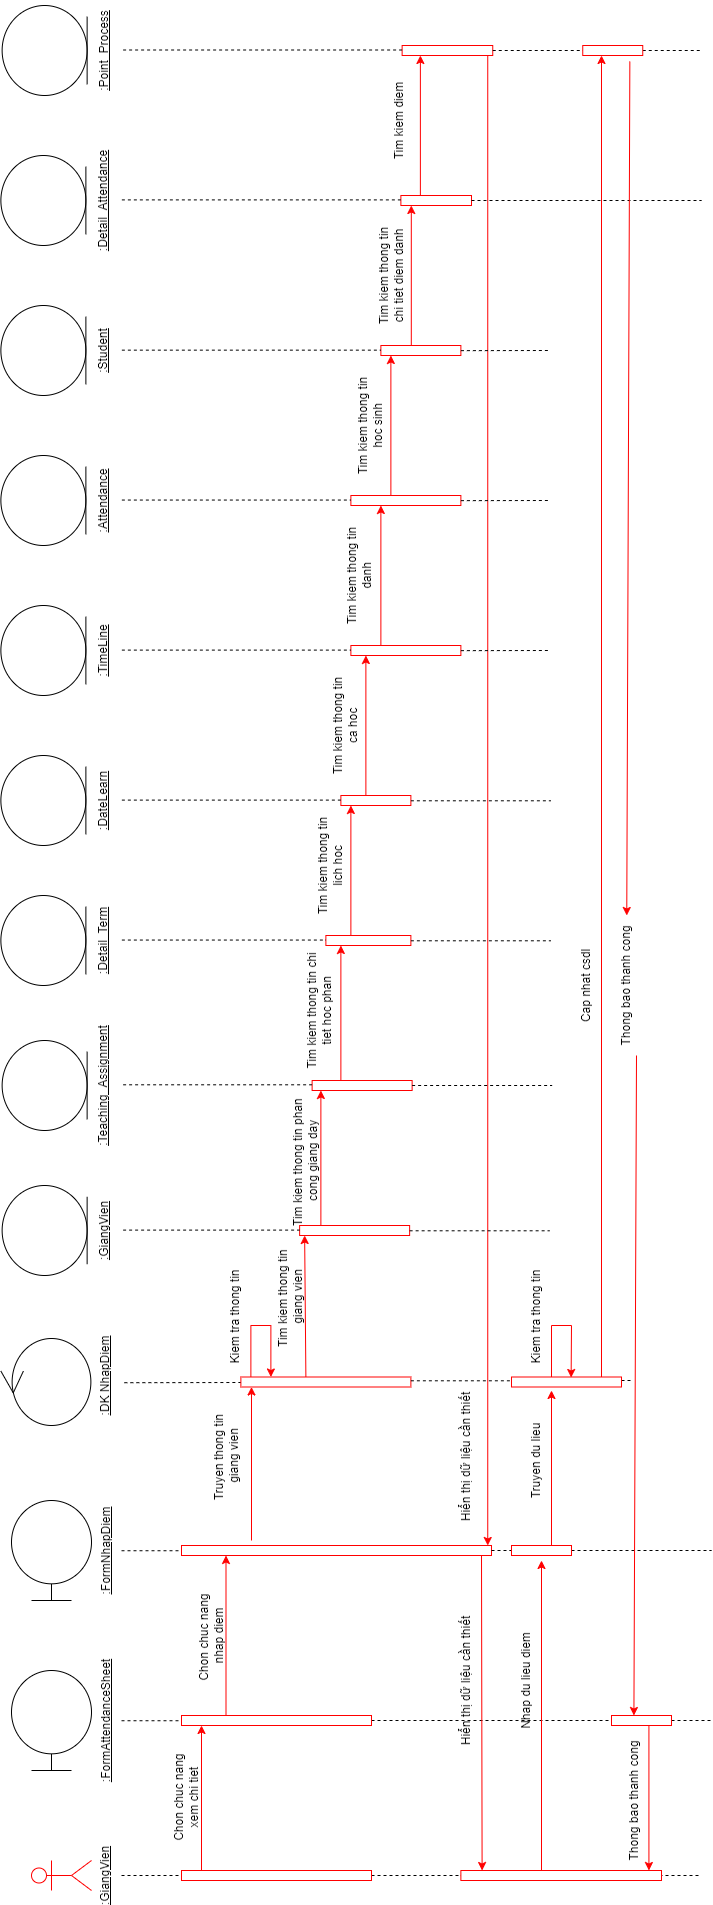 :GiangVien
:FormAttendanceSheet
:FormNhapDiem
:DK NhapDiem
:GiangVien
:Teaching_Assignment
:Detail_Term
:DateLearn
:TimeLine
:Attendance
:Student
:Detail_Attendance
:Point_Process
Chon chuc nang
xem chi tiet
Chon chuc nang
nhap diem
Truyen thong tin
giang vien
Kiem tra thong tin
Tim kiem thong tin
giang vien
Tim kiem thong tin phan
cong giang day
Tim kiem thong tin chi
tiet hoc phan
Tim kiem thong tin
lich hoc
Tim kiem thong tin
ca hoc
Tim kiem thong tin
danh
Tim kiem thong tin
hoc sinh
Tim kiem thong tin
chi tiet diem danh
Tim kiem diem
Hiển thị dữ liệu cần thiết
Hiển thị dữ liệu cần thiết
Nhap du lieu diem
Truyen du lieu
Kiem tra thong tin
Cap nhat csdl
Thong bao thanh cong
Thong bao thanh cong